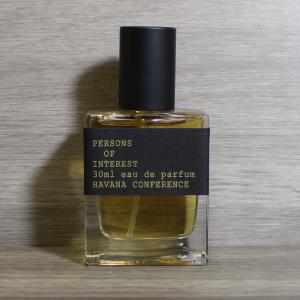 PERSONS
OF
INTEREST
30ml eau de parfum
HAVANA CONFERENCE